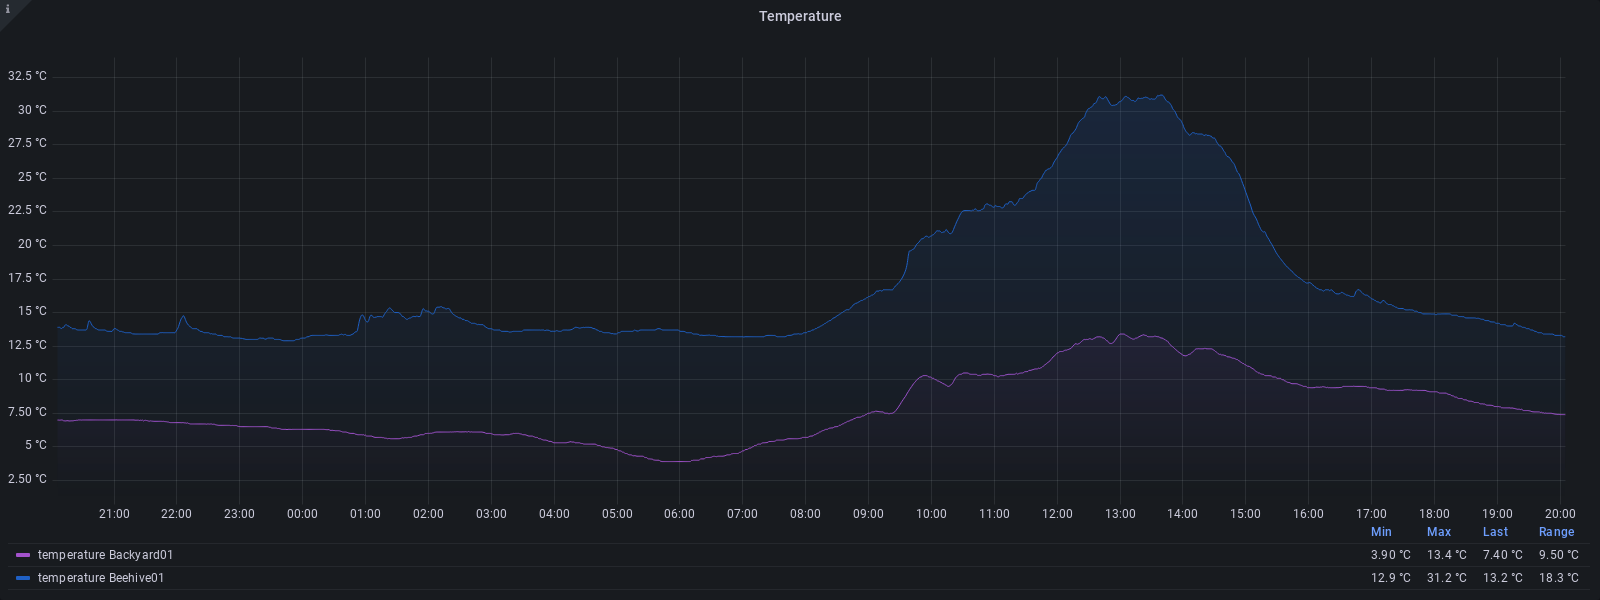 i
Temperature
32.5 °C
30 °C
27.5 °C
25 °C
22.5 °C
20 °C
17.5 °C
15 °C
12.5 °C
10 °C
7.50 °C
5 °C
2.50 °C
21:00 22:00 23:00 00:00 01:00 02:00 03:00 04:00 05:00 06:00 07:00 08:00 09:00 10:00 11:00 12:00 13:00 14:00 15:00 16:00 17:00 18:00 19:00 20:00
Min Max Last Range
temperature Backyard01 3.90 °C 13.4 °C 7.40 °C 9.50 °C
temperature Beehive01 12.9 °C 31.2 °C 13.2 °C 18.3 °C